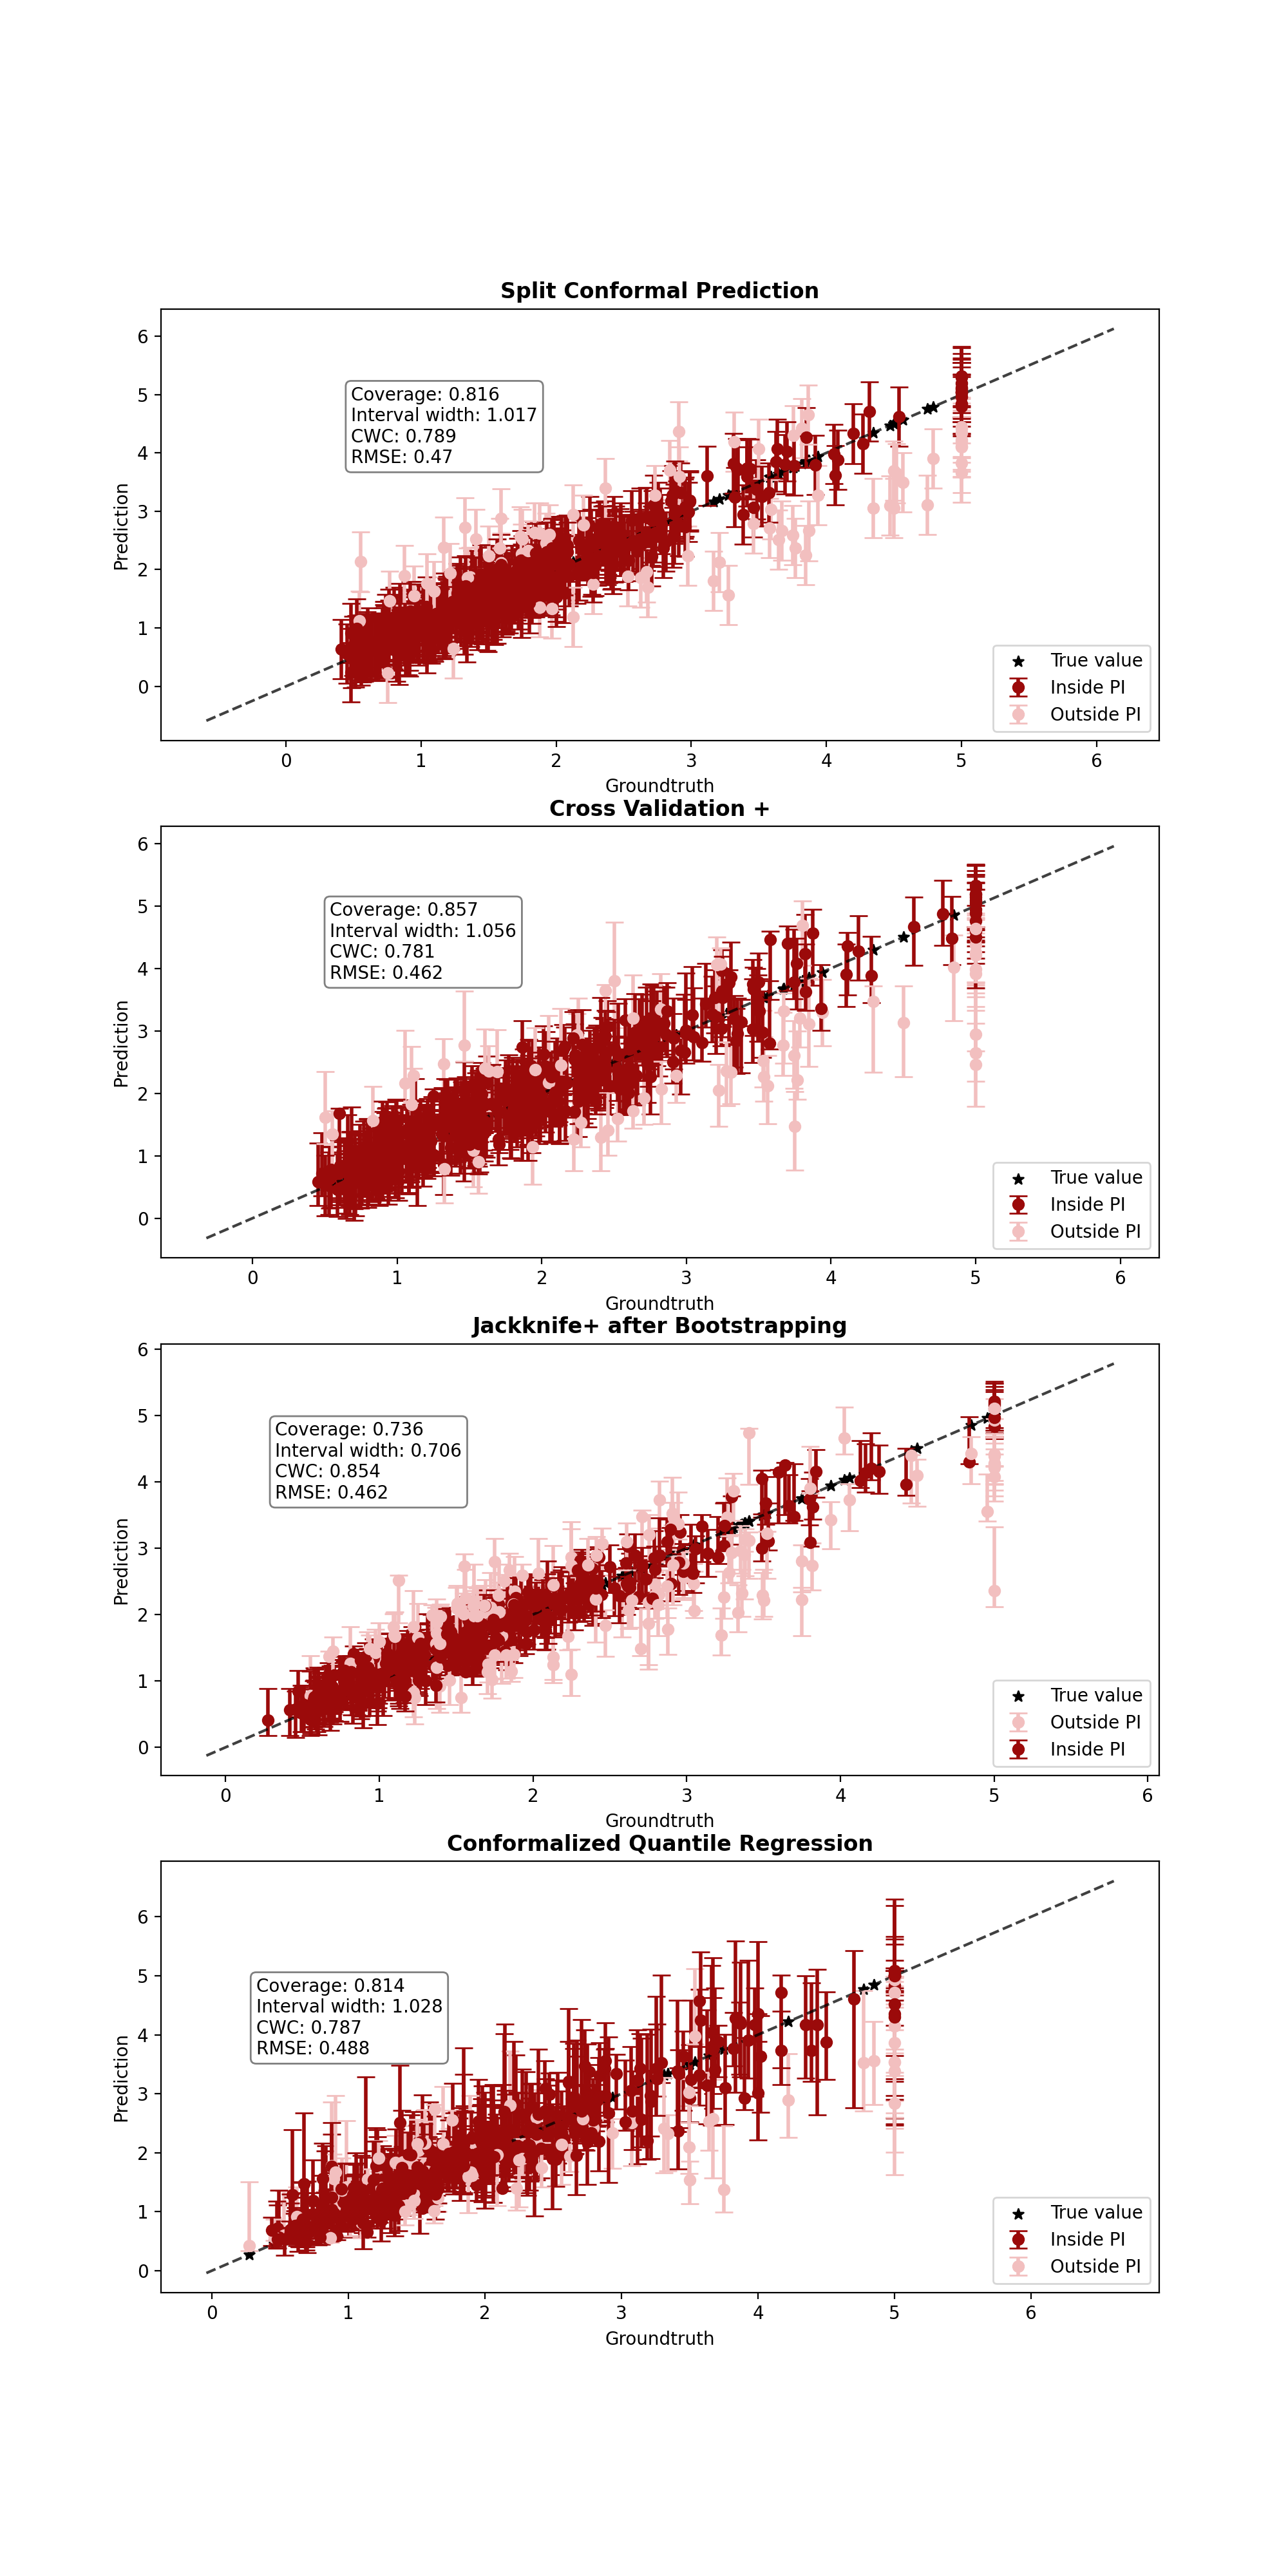 Split Conformal Prediction
6
5
4
3
2
1
0
Prediction
Coverage: 0.816
Interval width: 1.017
CWC: 0.789
RMSE: 0.47
True value
Inside PI
Outside PI
0 1 2 3 4 5 6
Groundtruth
Cross Validation +
6
5
4
3
2
1
0
Prediction
Coverage: 0.857
Interval width: 1.056
CWC: 0.781
RMSE: 0.462
True value
Inside PI
Outside PI
0 1 2 3 4 5 6
Groundtruth
Jackknife+ after Bootstrapping
6
5
4
3
2
1
0
Prediction
Coverage: 0.736
Interval width: 0.706
CWC: 0.854
RMSE: 0.462
True value
Outside PI
Inside PI
0 1 2 3 4 5 6
Groundtruth
Conformalized Quantile Regression
6
5
4
3
2
1
0
Prediction
Coverage: 0.814
Interval width: 1.028
CWC: 0.787
RMSE: 0.488
True value
Inside PI
Outside PI
0 1 2 3 4 5 6
Groundtruth